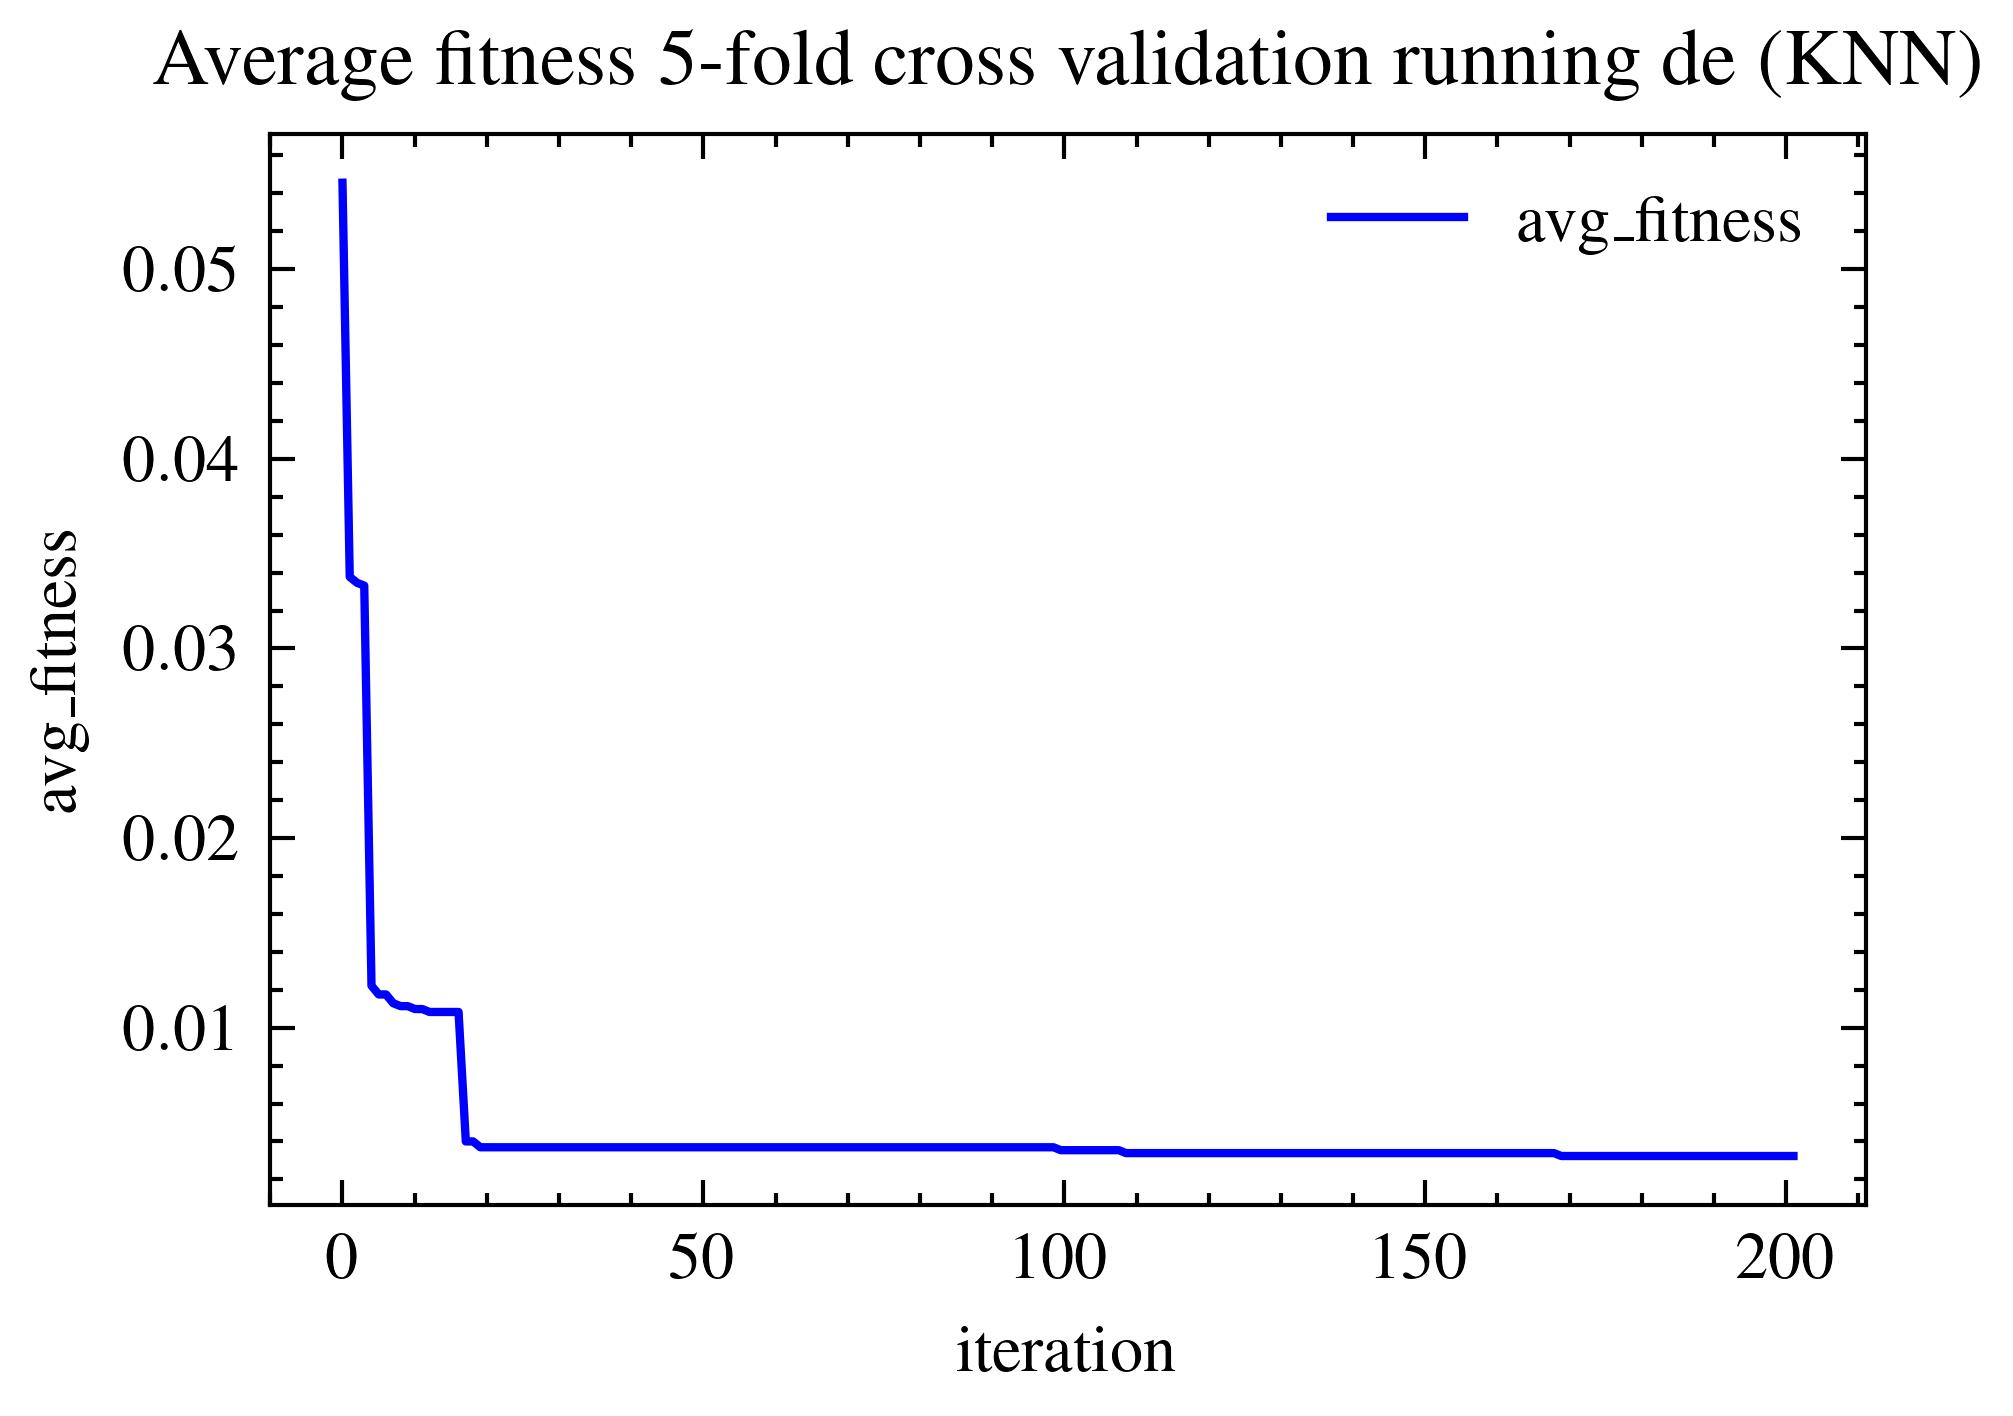 Average fitness 5-fold cross validation running de (KNN)
avg_fitness
0.05
0.04
0.03
0.02
0.01
avg_fitness
0
50
100
150
200
iteration